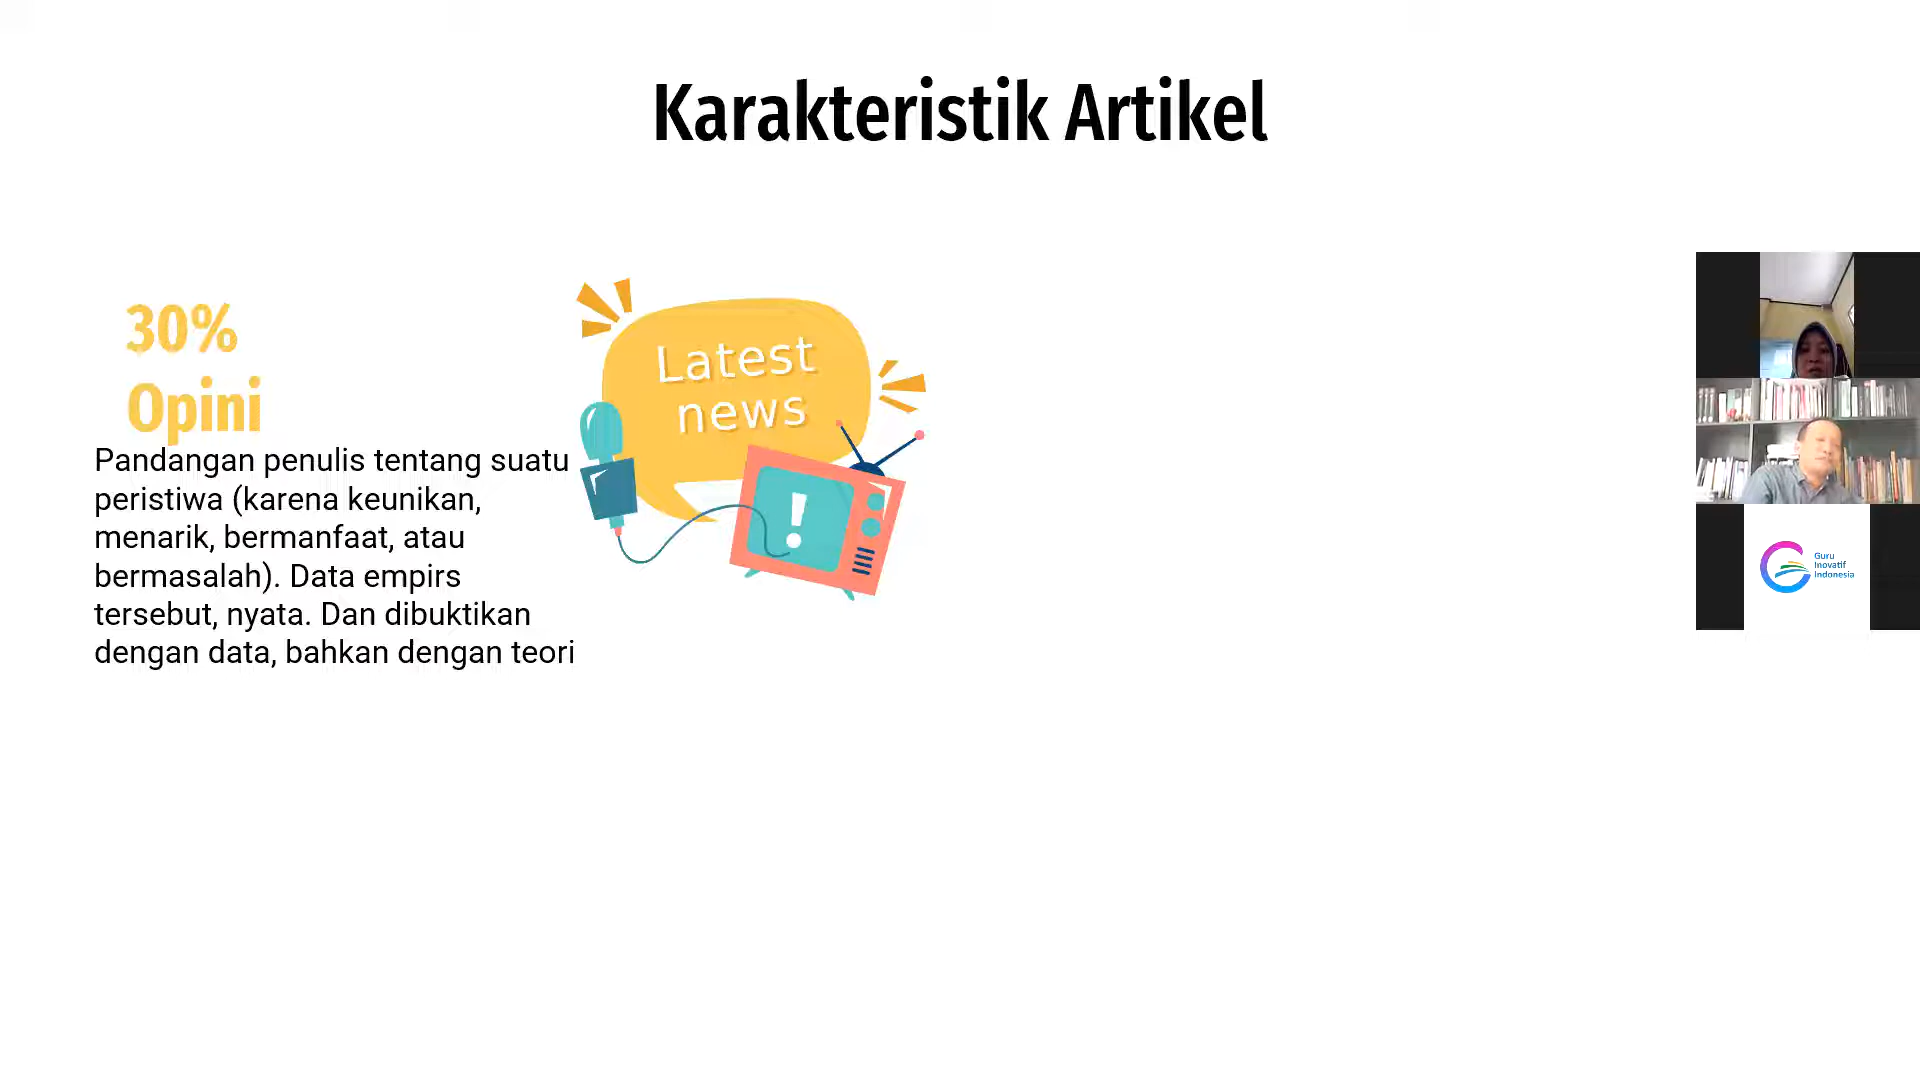 Karakteristik Artikel
30%
Opini
Pandangan penulis tentang suatu
peristiwa (karena keunikan,
menarik, bermanfaat, atau
bermasalah). Data empirs
tersebut, nyata. Dan dibuktikan
dengan data, bahkan dengan teori
Latest
news
!
Guru
Inovatif
Indonesia